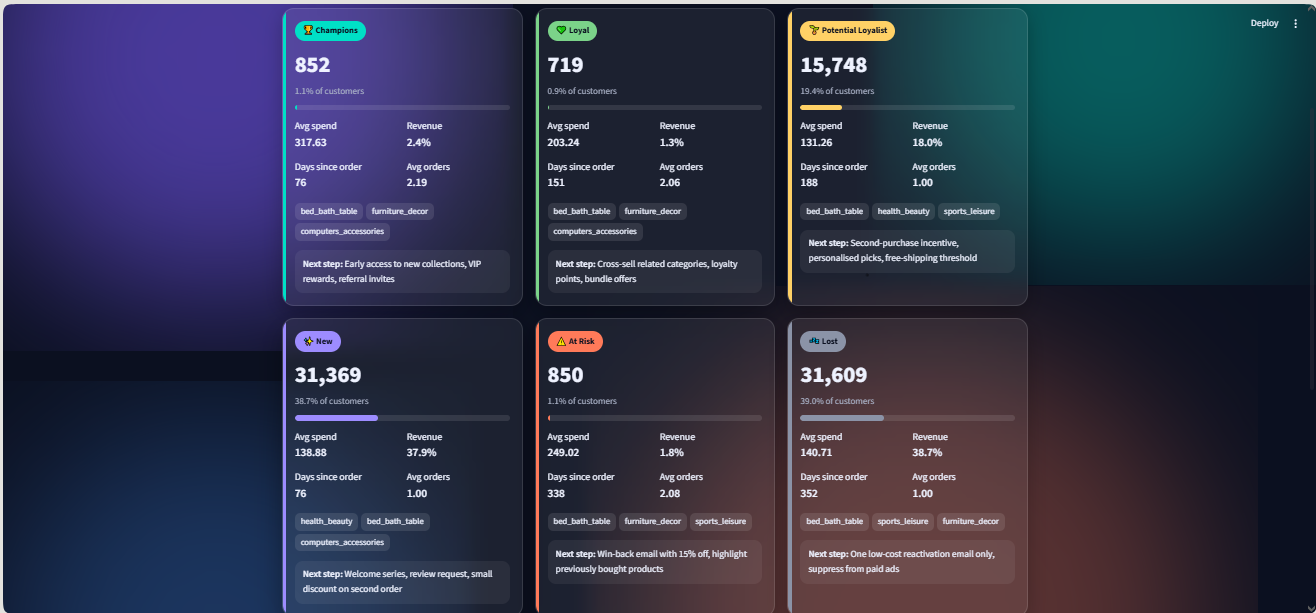 Deploy
Champions
852
1.1% of customers
Avg spend Revenue
317.63 2.4%
Days since order Avg orders
76 2.19
bed_bath_table furniture_decor
computers_accessories
Next step: Early access to new collections, VIP
rewards, referral invites
Loyal
719
0.9% of customers
Avg spend Revenue
203.24 1.3%
Days since order Avg orders
151 2.06
bed_bath_table furniture_decor
computers_accessories
Next step: Cross-sell related categories, loyalty
points, bundle offers
Potential Loyalist
15,748
19.4% of customers
Avg spend Revenue
131.26 18.0%
Days since order Avg orders
188 1.00
bed_bath_table health_beauty sports_leisure
Next step: Second-purchase incentive,
personalised picks, free-shipping threshold
New
31,369
38.7% of customers
Avg spend Revenue
138.88 37.9%
Days since order Avg orders
76 1.00
health_beauty bed_bath_table
computers_accessories
Next step: Welcome series, review request, small
discount on second order
At Risk
850
1.1% of customers
Avg spend Revenue
249.02 1.8%
Days since order Avg orders
338 2.08
bed_bath_table furniture_decor sports_leisure
Next step: Win-back email with 15% off, highlight
previously bought products
Lost
31,609
39.0% of customers
Avg spend Revenue
140.71 38.7%
Days since order Avg orders
352 1.00
bed_bath_table sports_leisure furniture_decor
Next step: One low-cost reactivation email only,
suppress from paid ads